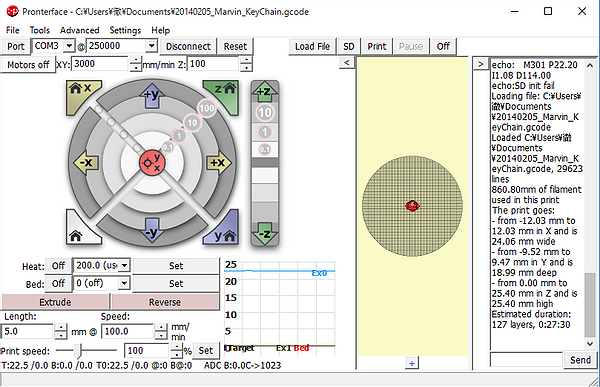 Pronterface - C:¥Users¥徹¥Documents¥20140205_Marvin_KeyChain.gcode
File Tools Advanced Settings Help
Port COM3 @ 250000 Disconnect Reset Load File SD Print Pause Off
Motors off XY: 3000 mm/min Z: 100
< >
x +y z +z
100
10
1
0.1
10
1
0.1
-x y x +x
-y y -z
Heat: Off 200.0 (us Set
Bed: Off 0 (off) Set
Extrude Reverse
Length: Speed:
5.0 mm @ 100.0 mm/min
Print speed: 100 % Set
T:22.5 /0.0 B:0.0 /0.0 T0:22.5 /0.0 @:0 B@:0 ADC B:0.0C->1023
25 Ex0
20
15
10
5
Target Ex1 Bed
+
echo: M301 P22.20
I1.08 D114.00
echo:SD init fail
Loading file: C:¥Users
¥徹¥Documents
¥20140205_Marvin_K
eyChain.gcode
Loaded C:¥Users¥徹
¥Documents
¥20140205_Marvin_K
eyChain.gcode, 29623
lines
860.80mm of filament
used in this print
The print goes:
- from -12.03 mm to
12.03 mm in X and is
24.06 mm wide
- from -9.52 mm to
9.47 mm in Y and is
18.99 mm deep
- from 0.00 mm to
25.40 mm in Z and is
25.40 mm high
Estimated duration:
127 layers, 0:27:30
Send